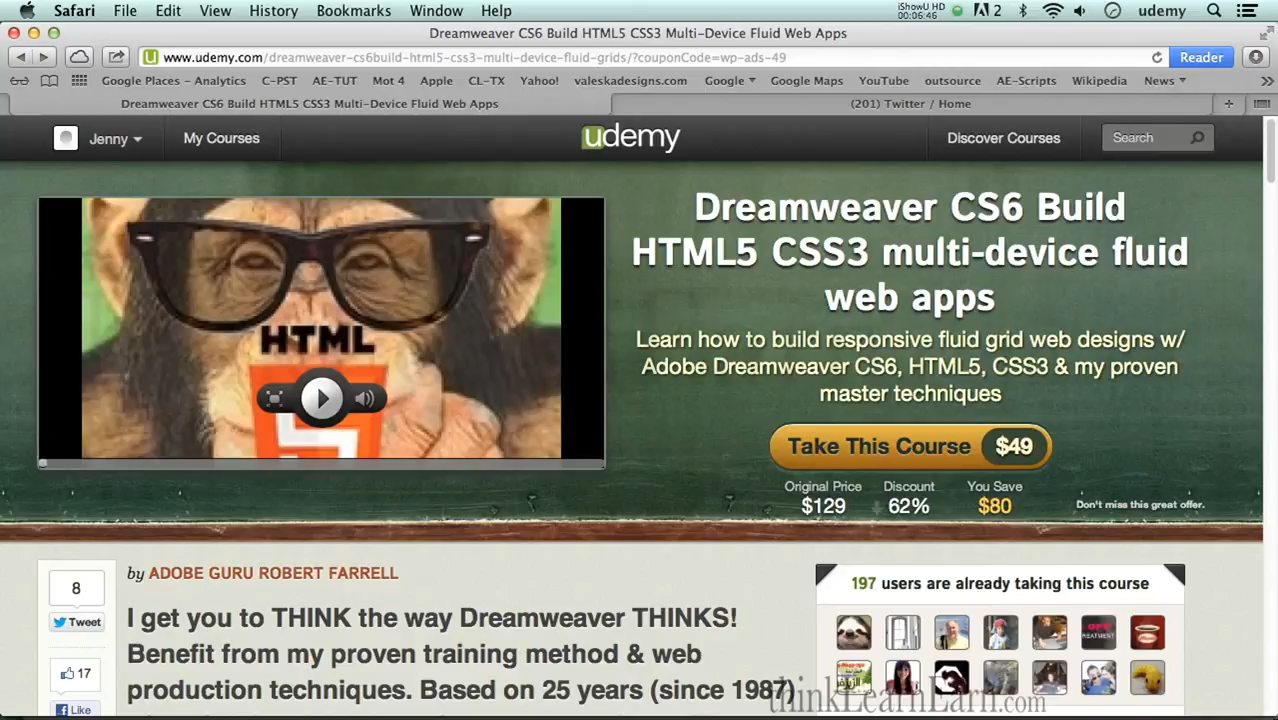 Safari File Edit View History Bookmarks Window Help
iShowU HD
00:06:46
2
udemy
Dreamweaver CS6 Build HTML5 CSS3 Multi-Device Fluid Web Apps
www.udemy.com/dreamweaver-cs6build-html5-css3-multi-device-fluid-grids/?couponCode=wp-ads-49
Reader
Google Places - Analytics C-PST AE-TUT Mot 4 Apple CL-TX Yahoo! valeskadesigns.com Google Google Maps YouTube outsource AE-Scripts Wikipedia News
Dreamweaver CS6 Build HTML5 CSS3 Multi-Device Fluid Web Apps
(201) Twitter / Home
Jenny
My Courses
udemy
Discover Courses
Search
Dreamweaver CS6 Build
HTML5 CSS3 multi-device fluid
web apps
HTML
5
Learn how to build responsive fluid grid web designs w/
Adobe Dreamweaver CS6, HTML5, CSS3 & my proven
master techniques
Take This Course $49
Original Price Discount You Save
$129 62% $80
Don't miss this great offer.
8
Tweet
17
Like
by ADOBE GURU ROBERT FARRELL
I get you to THINK the way Dreamweaver THINKS!
Benefit from my proven training method & web
production techniques. Based on 25 years (since 1987)
197 users are already taking this course
thinkLearnEarn.com